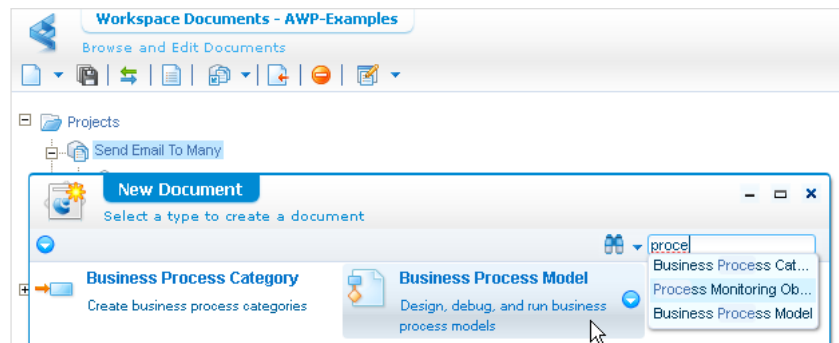 Workspace Documents - AWP-Examples
Browse and Edit Documents
Projects
Send Email To Many
New Document
Select a type to create a document
proce
Business Process Cat...
Process Monitoring Ob...
Business Process Model
Business Process Category
Create business process categories
Business Process Model
Design, debug, and run business
process models